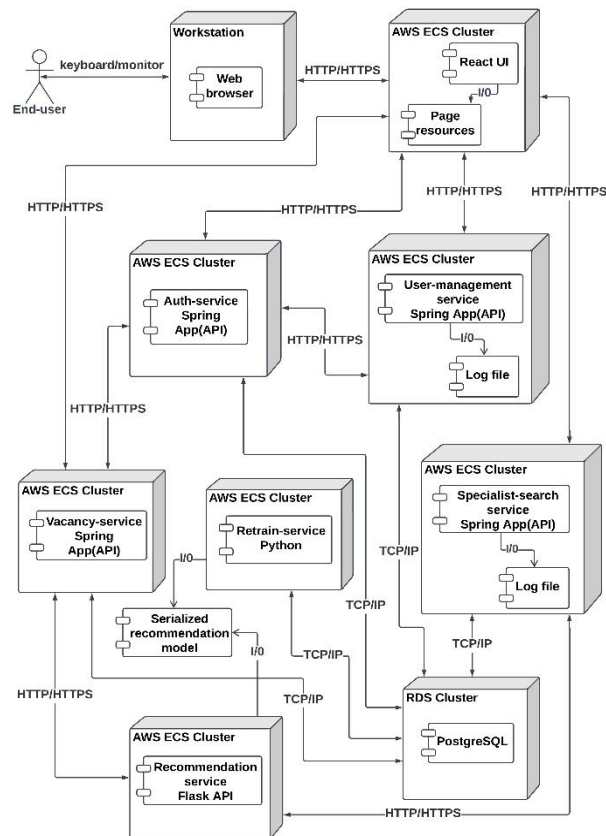 Workstation
AWS ECS Cluster
keyboard/monitor
HTTP/HTTPS
React UI
Web
browser
I/0
End-user
Page
resources
HTTP/HTTPS
HTTP/HTTPS
HTTP/HTTPS
HTTP/HTTPS
AWS ECS Cluster
AWS ECS Cluster
Auth-service
Spring
App(API)
User-management
service
Spring App(API)
HTTP/HTTPS
I/0
Log file
HTTP/HTTPS
AWS ECS Cluster
AWS ECS Cluster
AWS ECS Cluster
Vacancy-service
Spring
App(API)
Retrain-service
Python
Specialist-search
service
Spring App(API)
I/0
TCP/IP
I/0
Log file
TCP/IP
Serialized
recommendation
model
I/0
TCP/IP
TCP/IP
HTTP/HTTPS
TCP/IP
RDS Cluster
AWS ECS Cluster
PostgreSQL
Recommendation
service
Flask API
HTTP/HTTPS